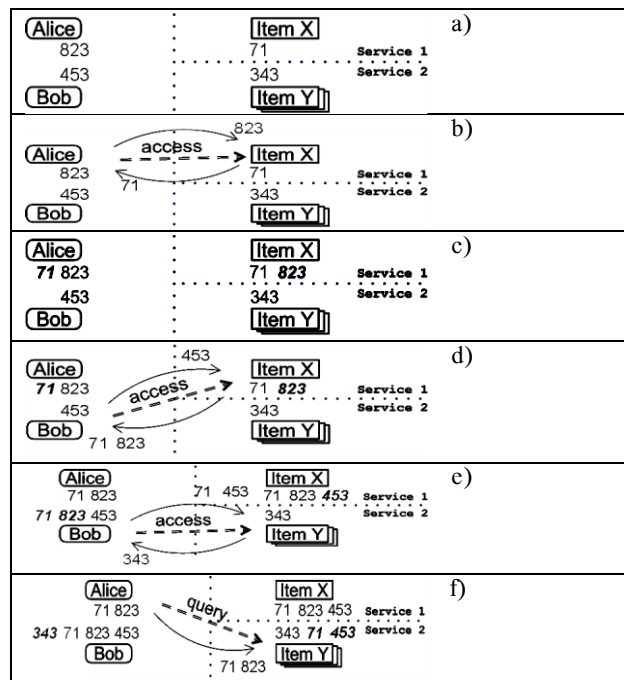 Alice Item X a)
823 71 Service 1
453 343 Service 2
Bob Item Y
823 b)
access
Alice Item X
823 71 71 Service 1
453 343 Service 2
Bob Item Y
Alice Item X c)
71 823 71 823 Service 1
453 343 Service 2
Bob Item Y
453 d)
Alice Item X
71 823 access 71 823 Service 1
453 343 Service 2
Bob Item Y
71 823
Alice Item X e)
71 823 71 453 71 823 453 Service 1
71 823 453 343 Service 2
access
Bob Item Y
343
Alice Item X f)
query
71 823 71 823 453 Service 1
343 71 823 453 343 71 453 Service 2
Bob Item Y
71 823